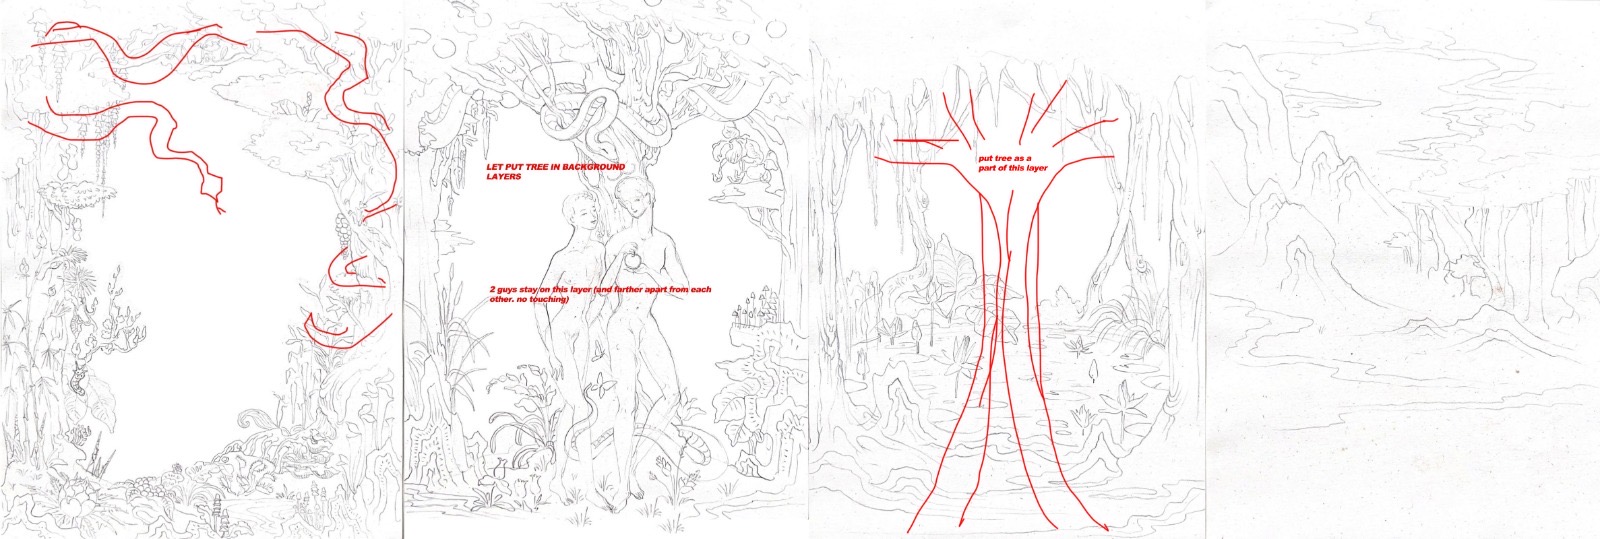 LET PUT TREE IN BACKGROUND
LAYERS
2 guys stay on this layer (and farther apart from each
other. no touching)
put tree as a
part of this layer